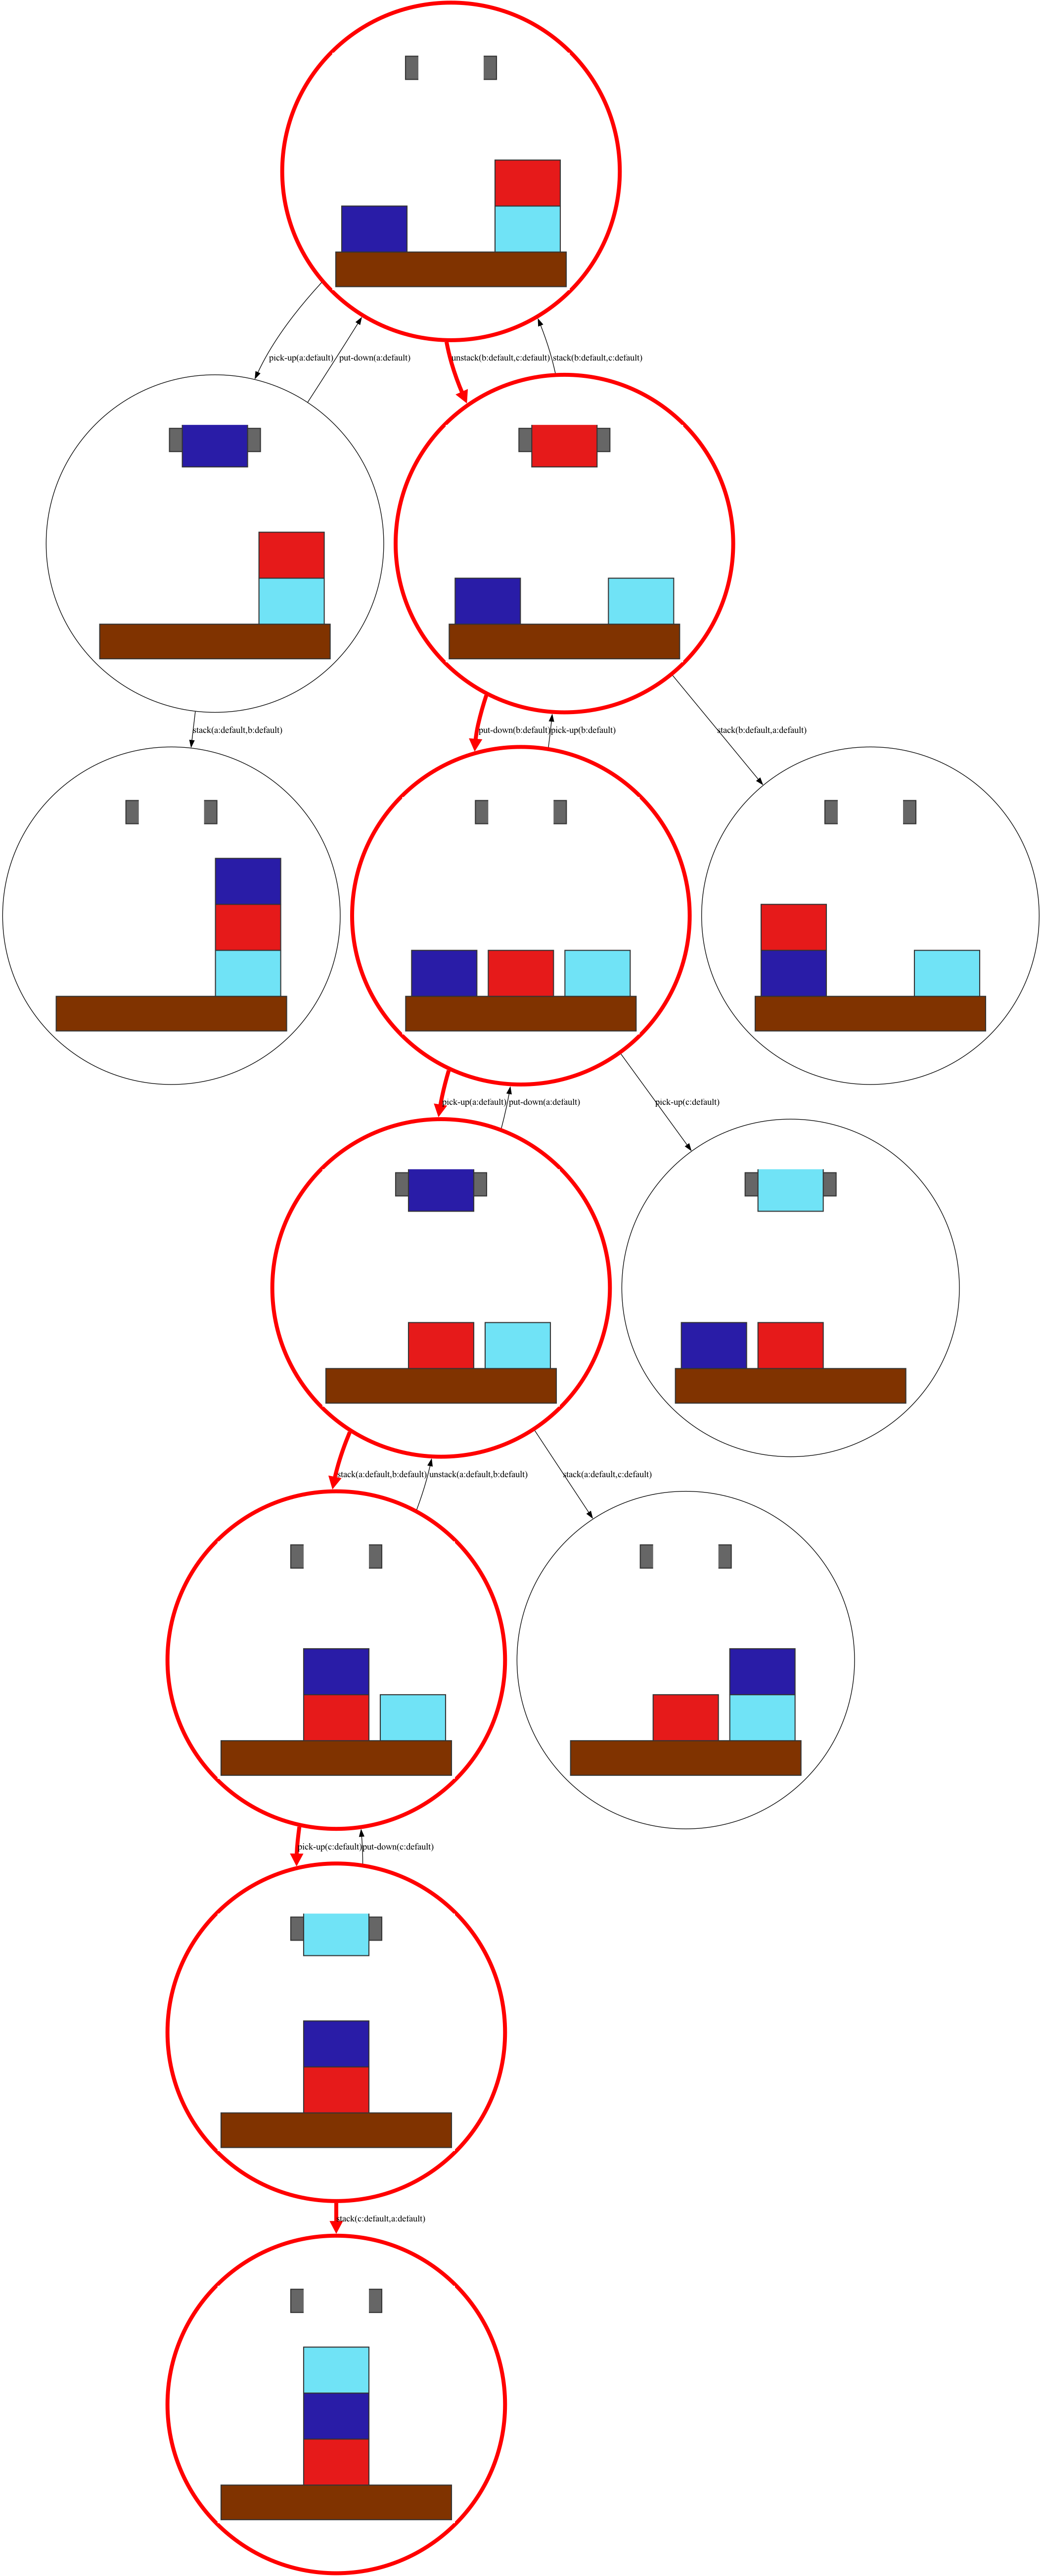 pick-up(a:default)
put-down(a:default)
unstack(b:default,c:default)
stack(b:default,c:default)
stack(a:default,b:default)
put-down(b:default)
pick-up(b:default)
stack(b:default,a:default)
pick-up(a:default)
put-down(a:default)
pick-up(c:default)
stack(a:default,b:default)
unstack(a:default,b:default)
stack(a:default,c:default)
pick-up(c:default)
put-down(c:default)
stack(c:default,a:default)